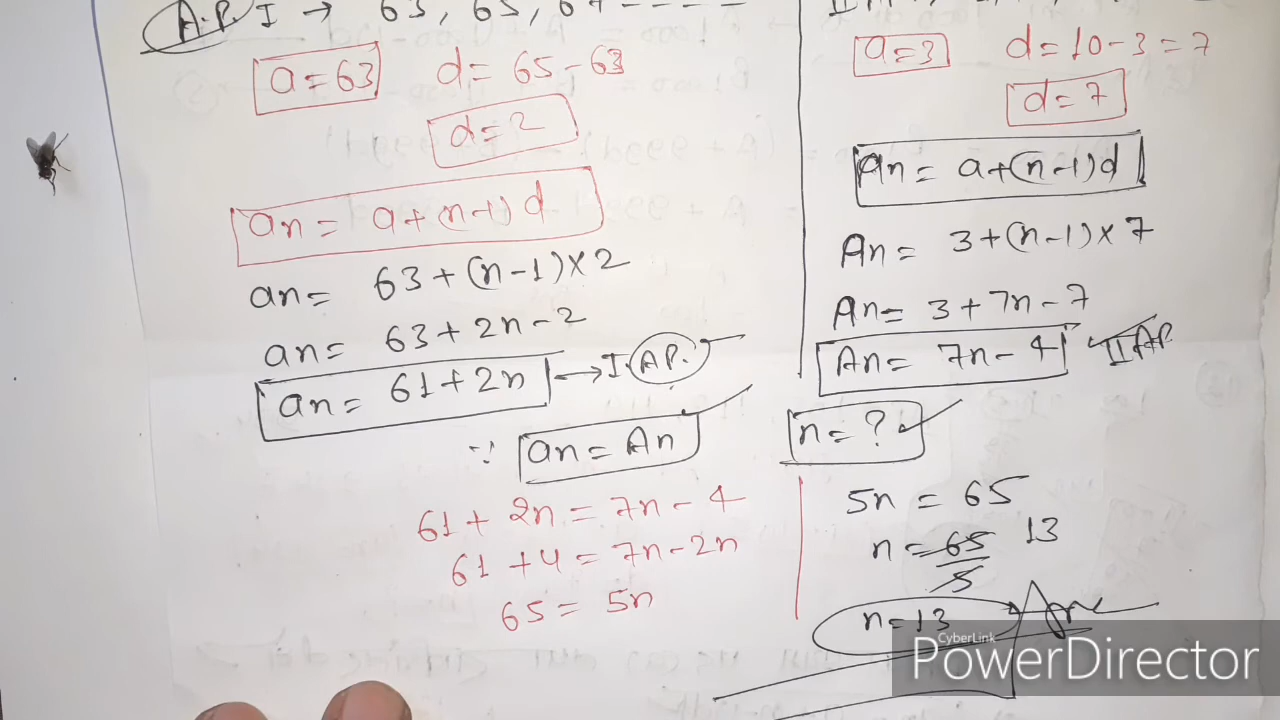 A.P. I → 63, 65, 67 - - - - -
a = 63 d = 65 - 63
d = 2
an = a + (n-1) d
an = 63 + (n-1) × 2
an = 63 + 2n - 2
an = 61 + 2n → I A.P.
∵ an = An
61 + 2n = 7n - 4
61 + 4 = 7n - 2n
65 = 5n
a = 3 d = 10 - 3 = 7
d = 7
an = a + (n-1) d
An = 3 + (n-1) × 7
An = 3 + 7n - 7
An = 7n - 4 II A.P.
n = ?
5n = 65
n = 65/5 13
n = 13 Ans
CyberLink
PowerDirector